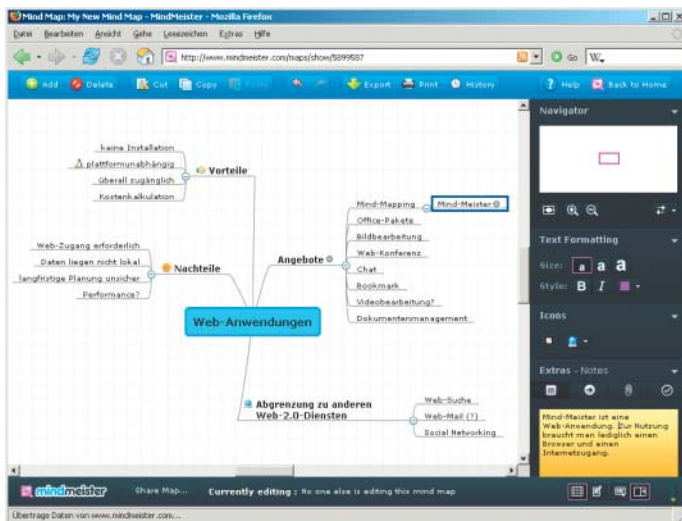 Mind Map: My New Mind Map - MindMeister - Mozilla Firefox
Datei Bearbeiten Ansicht Gehe Lesezeichen Extras Hilfe
http://www.mindmeister.com/maps/show/5899587
Go
W.
Add Delete Cut Copy Export Print History Help Back to Home
keine Installation
plattformunabhängig
überall zugänglich
Kostenkalkulation
Vorteile
Web-Zugang erforderlich
Daten liegen nicht lokal
langfristige Planung unsicher
Performance?
Nachteile
Web-Anwendungen
Angebote
Mind-Mapping
Mind-Meister
Office-Pakete
Bildbearbeitung
Web-Konferenz
Chat
Bookmark
Videobearbeitung?
Dokumentenmanagement
Abgrenzung zu anderen
Web-2.0-Diensten
Web-Suche
Web-Mail (?)
Social Networking
Navigator
Text Formatting
Size: a a a
Style: B I
Icons
Extras - Notes
Mind-Meister ist eine
Web-Anwendung. Zur Nutzung
braucht man lediglich einen
Browser und einen
Internetzugang.
mindmeister
Share Map...
Currently editing : No one else is editing this mind map
Übertrage Daten von www.mindmeister.com...